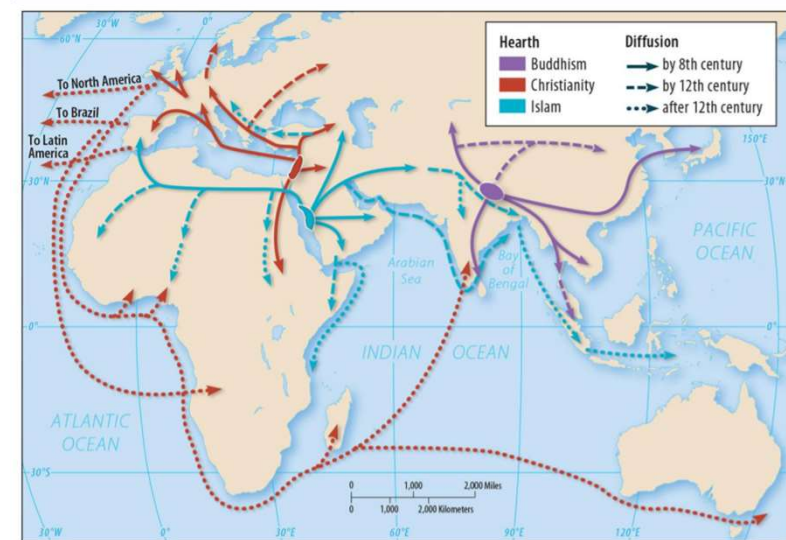 30°W
0°
60°N
Hearth
Buddhism
Christianity
Islam
Diffusion
by 8th century
by 12th century
after 12th century
To North America
To Brazil
To Latin
America
150°E
30°N
30°N
PACIFIC
OCEAN
Arabian
Sea
Bay
of
Bengal
0°
0°
INDIAN OCEAN
ATLANTIC
OCEAN
30°S
0 1,000 2,000 Miles
0 1,000 2,000 Kilometers
30°W
0°
30°E
60°E
90°E
120°E